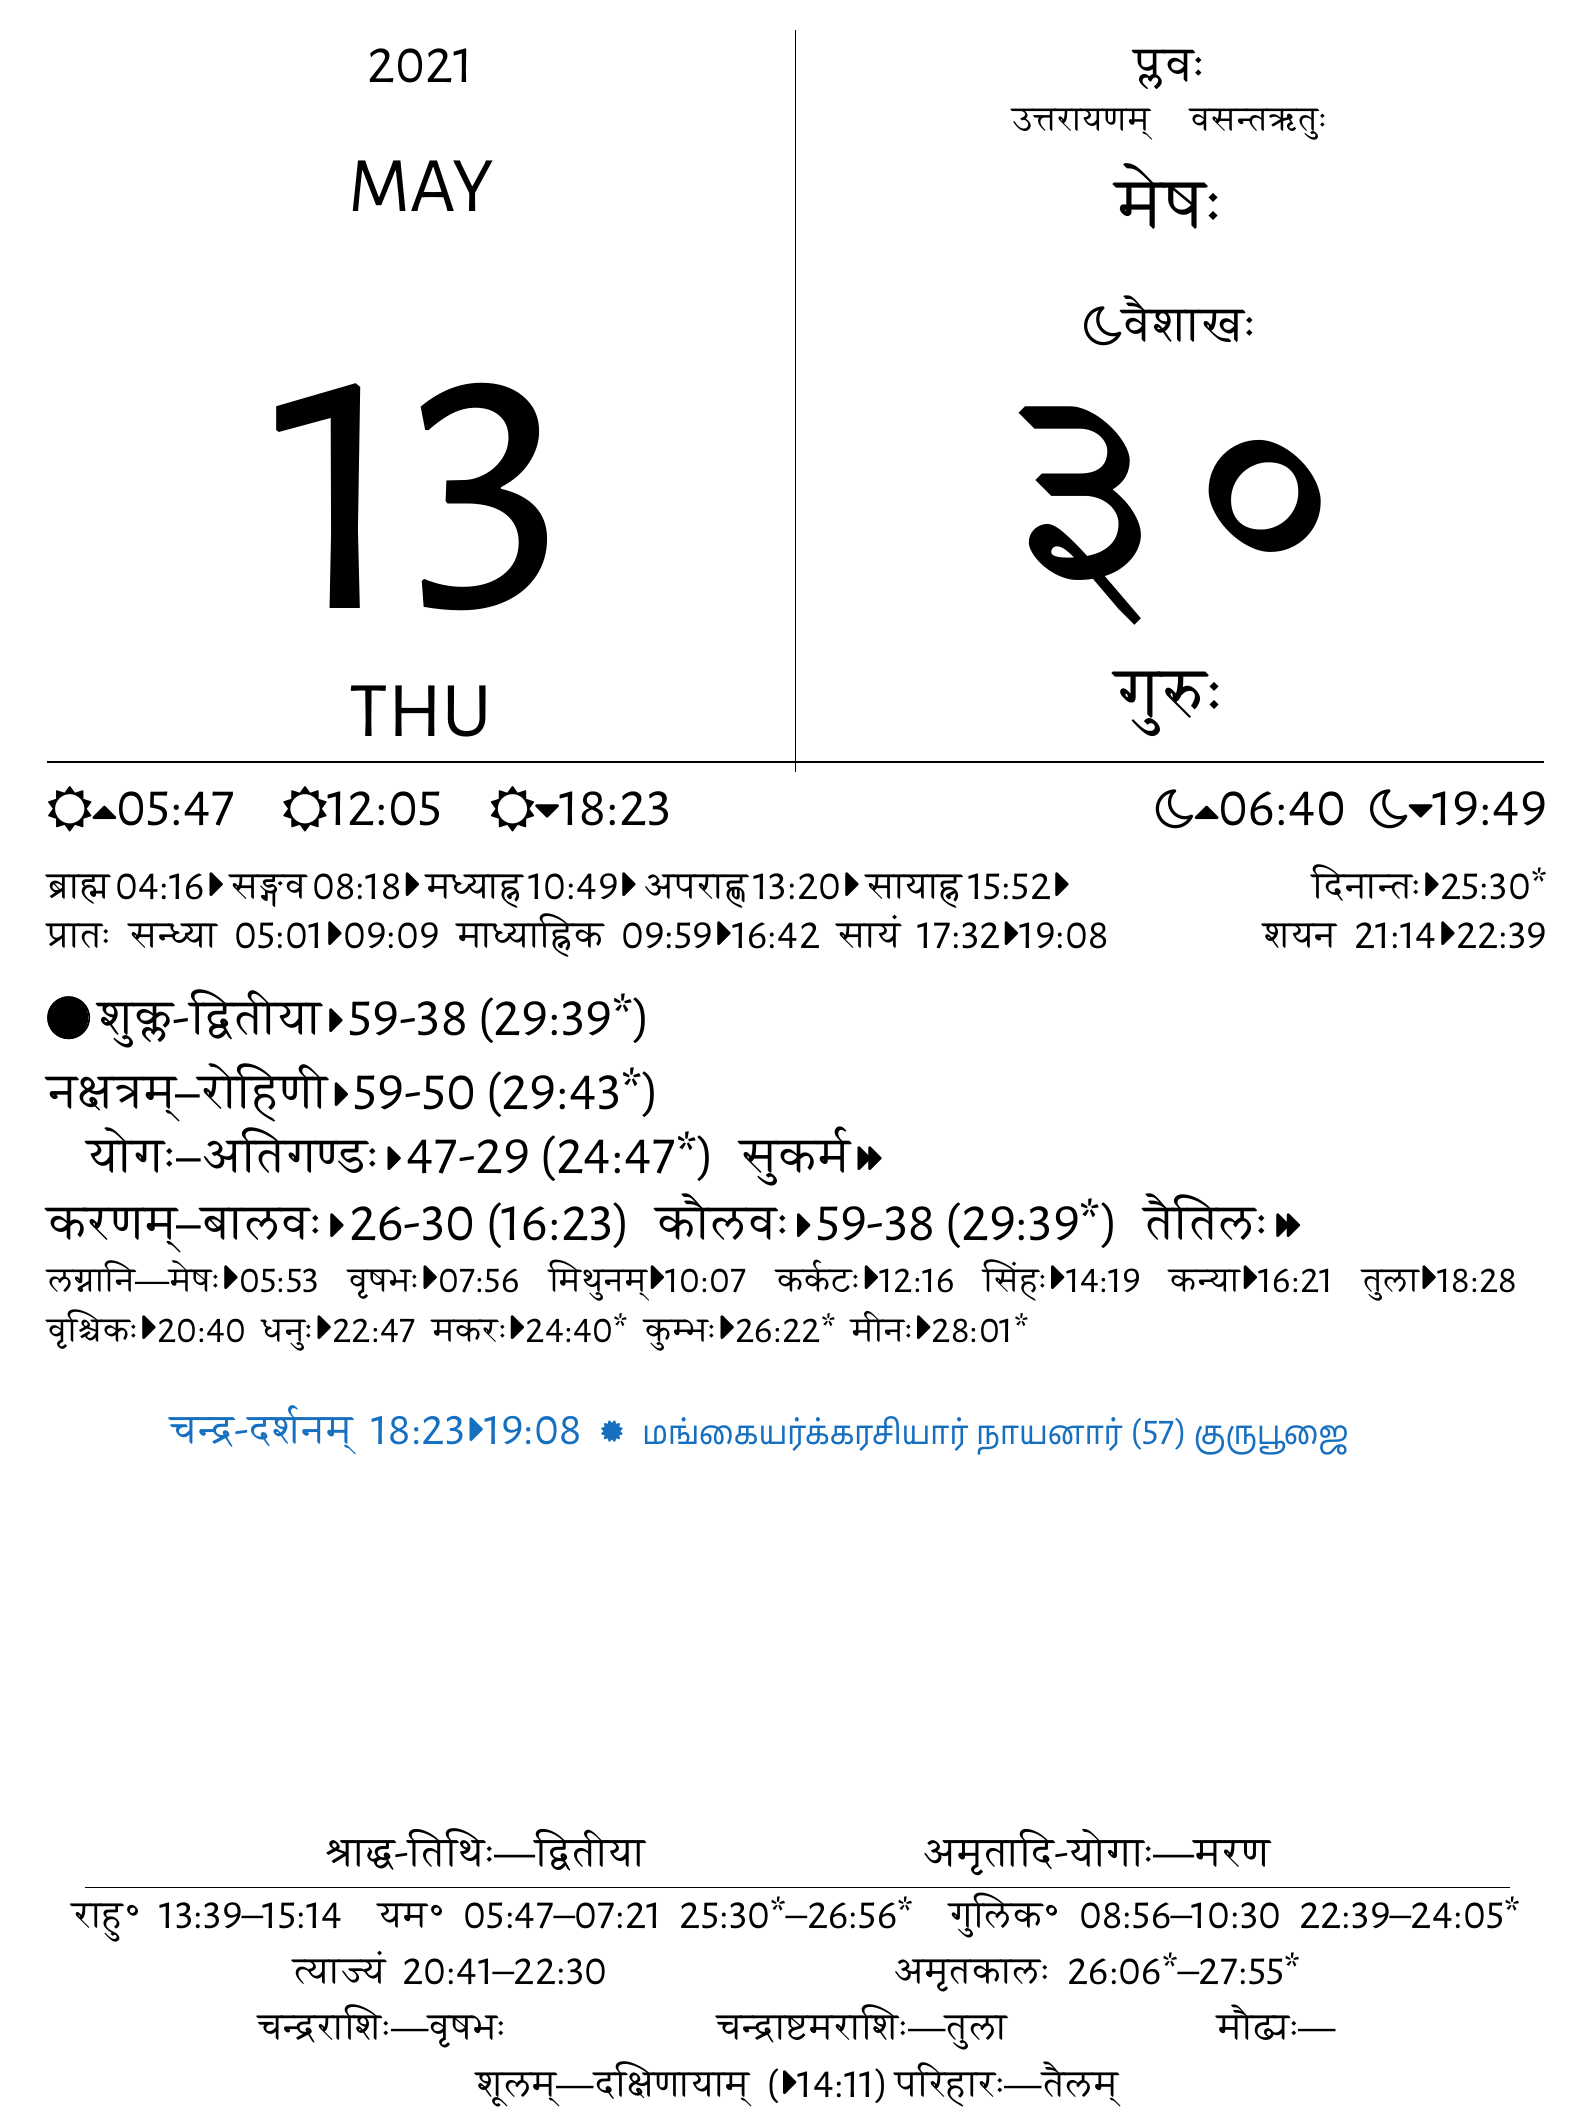 2021
MAY
13
THU
प्लवः
उत्तरायणम् वसन्तऋतुः
मेषः
वैशाखः
३०
गुरुः
05:47 12:05 18:23 06:40 19:49
ब्राह्म 04:16 सङ्गव 08:18 मध्याह्न 10:49 अपराह्ण 13:20 सायाह्न 15:52 दिनान्तः 25:30*
प्रातः सन्ध्या 05:01 09:09 माध्याह्निक 09:59 16:42 सायं 17:32 19:08 शयन 21:14 22:39
शुक्ल-द्वितीया 59-38 (29:39*)
नक्षत्रम्–रोहिणी 59-50 (29:43*)
योगः–अतिगण्डः 47-29 (24:47*) सुकर्म
करणम्–बालवः 26-30 (16:23) कौलवः 59-38 (29:39*) तैतिलः
लग्नानि—मेषः 05:53 वृषभः 07:56 मिथुनम् 10:07 कर्कटः 12:16 सिंहः 14:19 कन्या 16:21 तुला 18:28
वृश्चिकः 20:40 धनुः 22:47 मकरः 24:40* कुम्भः 26:22* मीनः 28:01*
चन्द्र-दर्शनम् 18:23 19:08 மங்கையர்க்கரசியார் நாயனார் (57) குருபூஜை
श्राद्ध-तिथिः—द्वितीया अमृतादि-योगाः—मरण
राहु॰ 13:39–15:14 यम॰ 05:47–07:21 25:30*–26:56* गुलिक॰ 08:56–10:30 22:39–24:05*
त्याज्यं 20:41–22:30 अमृतकालः 26:06*–27:55*
चन्द्रराशिः—वृषभः चन्द्राष्टमराशिः—तुला मौढ्यः—
शूलम्—दक्षिणायाम् (14:11) परिहारः—तैलम्